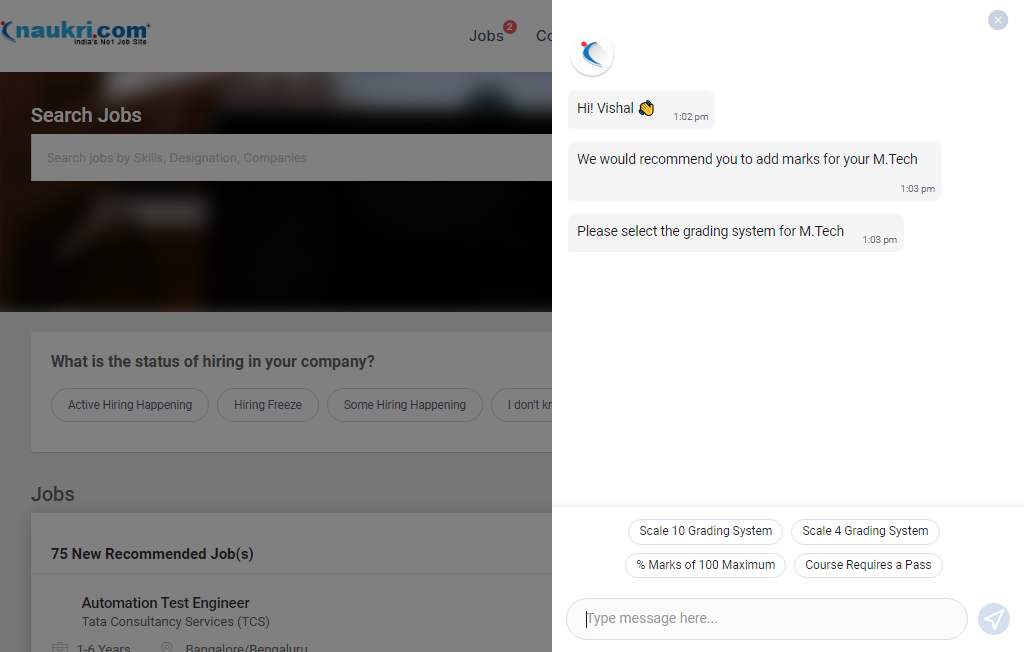 naukri.com
India's No1 Job Site
Jobs 2
Co
Search Jobs
Search jobs by Skills, Designation, Companies
What is the status of hiring in your company?
Active Hiring Happening
Hiring Freeze
Some Hiring Happening
I don't kn
Jobs
75 New Recommended Job(s)
Automation Test Engineer
Tata Consultancy Services (TCS)
1-6 Years
Bangalore/Bengaluru
Hi! Vishal 👏
1:02 pm
We would recommend you to add marks for your M.Tech
1:03 pm
Please select the grading system for M.Tech
1:03 pm
Scale 10 Grading System
Scale 4 Grading System
% Marks of 100 Maximum
Course Requires a Pass
Type message here...